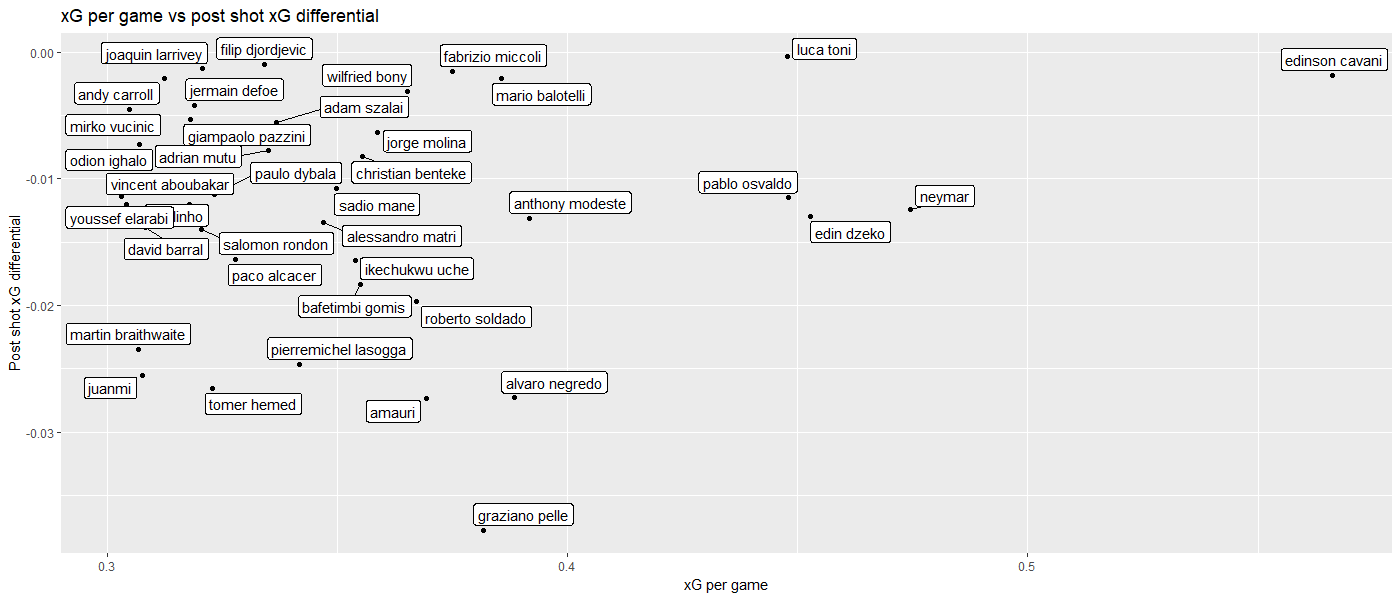 xG per game vs post shot xG differential
0.00
-0.01
-0.02
-0.03
Post shot xG differential
joaquin larrivey
filip djordjevic
fabrizio miccoli
luca toni
edinson cavani
wilfried bony
andy carroll
jermain defoe
mario balotelli
adam szalai
mirko vucinic
giampaolo pazzini
jorge molina
odion ighalo
adrian mutu
christian benteke
paulo dybala
vincent aboubakar
pablo osvaldo
neymar
sadio mane
anthony modeste
youssef elarabi
edin dzeko
alessandro matri
salomon rondon
david barral
paco alcacer
ikechukwu uche
bafetimbi gomis
roberto soldado
martin braithwaite
pierremichel lasogga
juanmi
alvaro negredo
tomer hemed
amauri
graziano pelle
0.3
0.4
0.5
xG per game